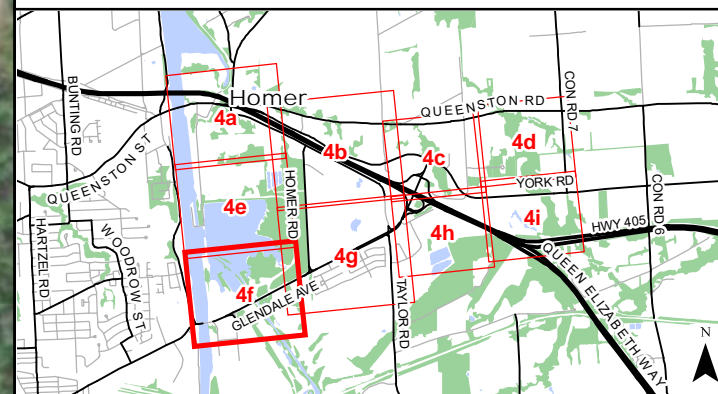 Homer
BUNTING RD
QUEENSTON ST
HARTZEL RD
WOODROW ST
HOMER RD
GLENDALE AVE
QUEENSTON RD
TAYLOR RD
YORK RD
CON RD 7
CON RD 6
HWY 405
QUEEN ELIZABETH WAY
4a
4b
4c
4d
4e
4f
4g
4h
4i
N